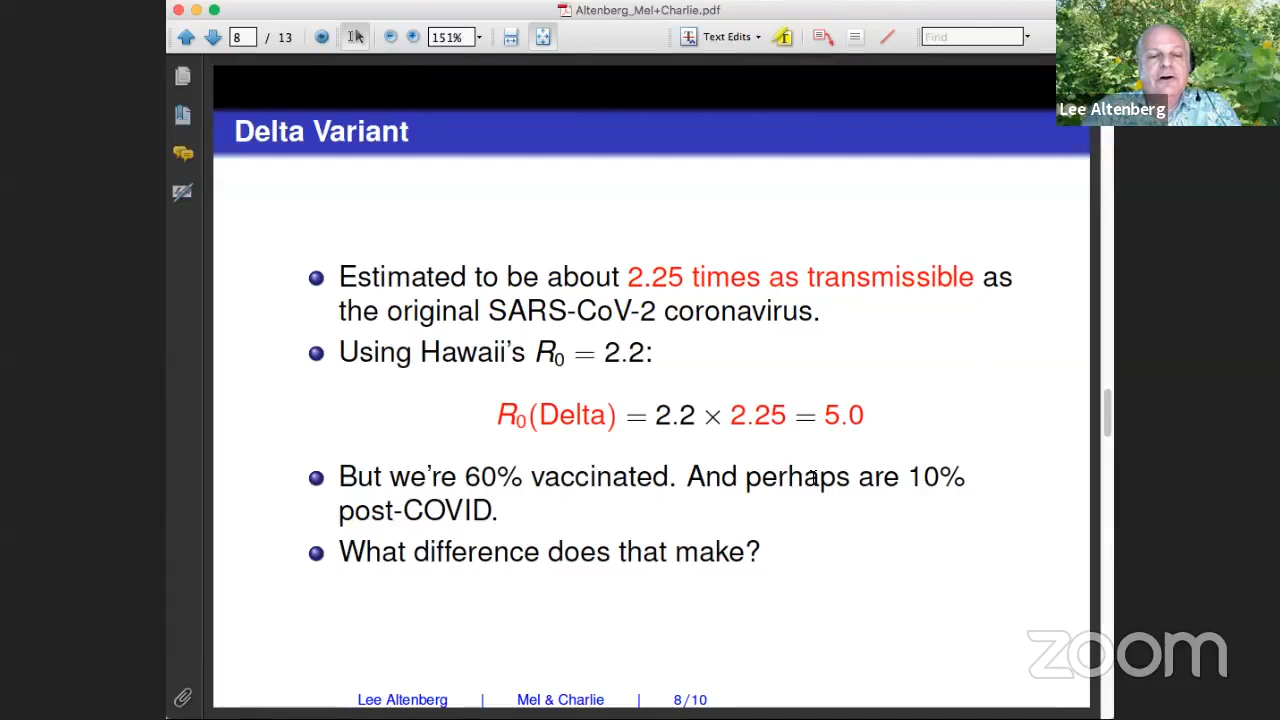 Altenberg_Mel+Charlie.pdf
8 / 13
151%
Text Edits
Find
Lee Altenberg
Delta Variant
Estimated to be about 2.25 times as transmissible as
the original SARS-CoV-2 coronavirus.
Using Hawaii's R₀ = 2.2:
R₀(Delta) = 2.2 × 2.25 = 5.0
But we're 60% vaccinated. And perhaps are 10%
post-COVID.
What difference does that make?
zoom
Lee Altenberg | Mel & Charlie | 8/10